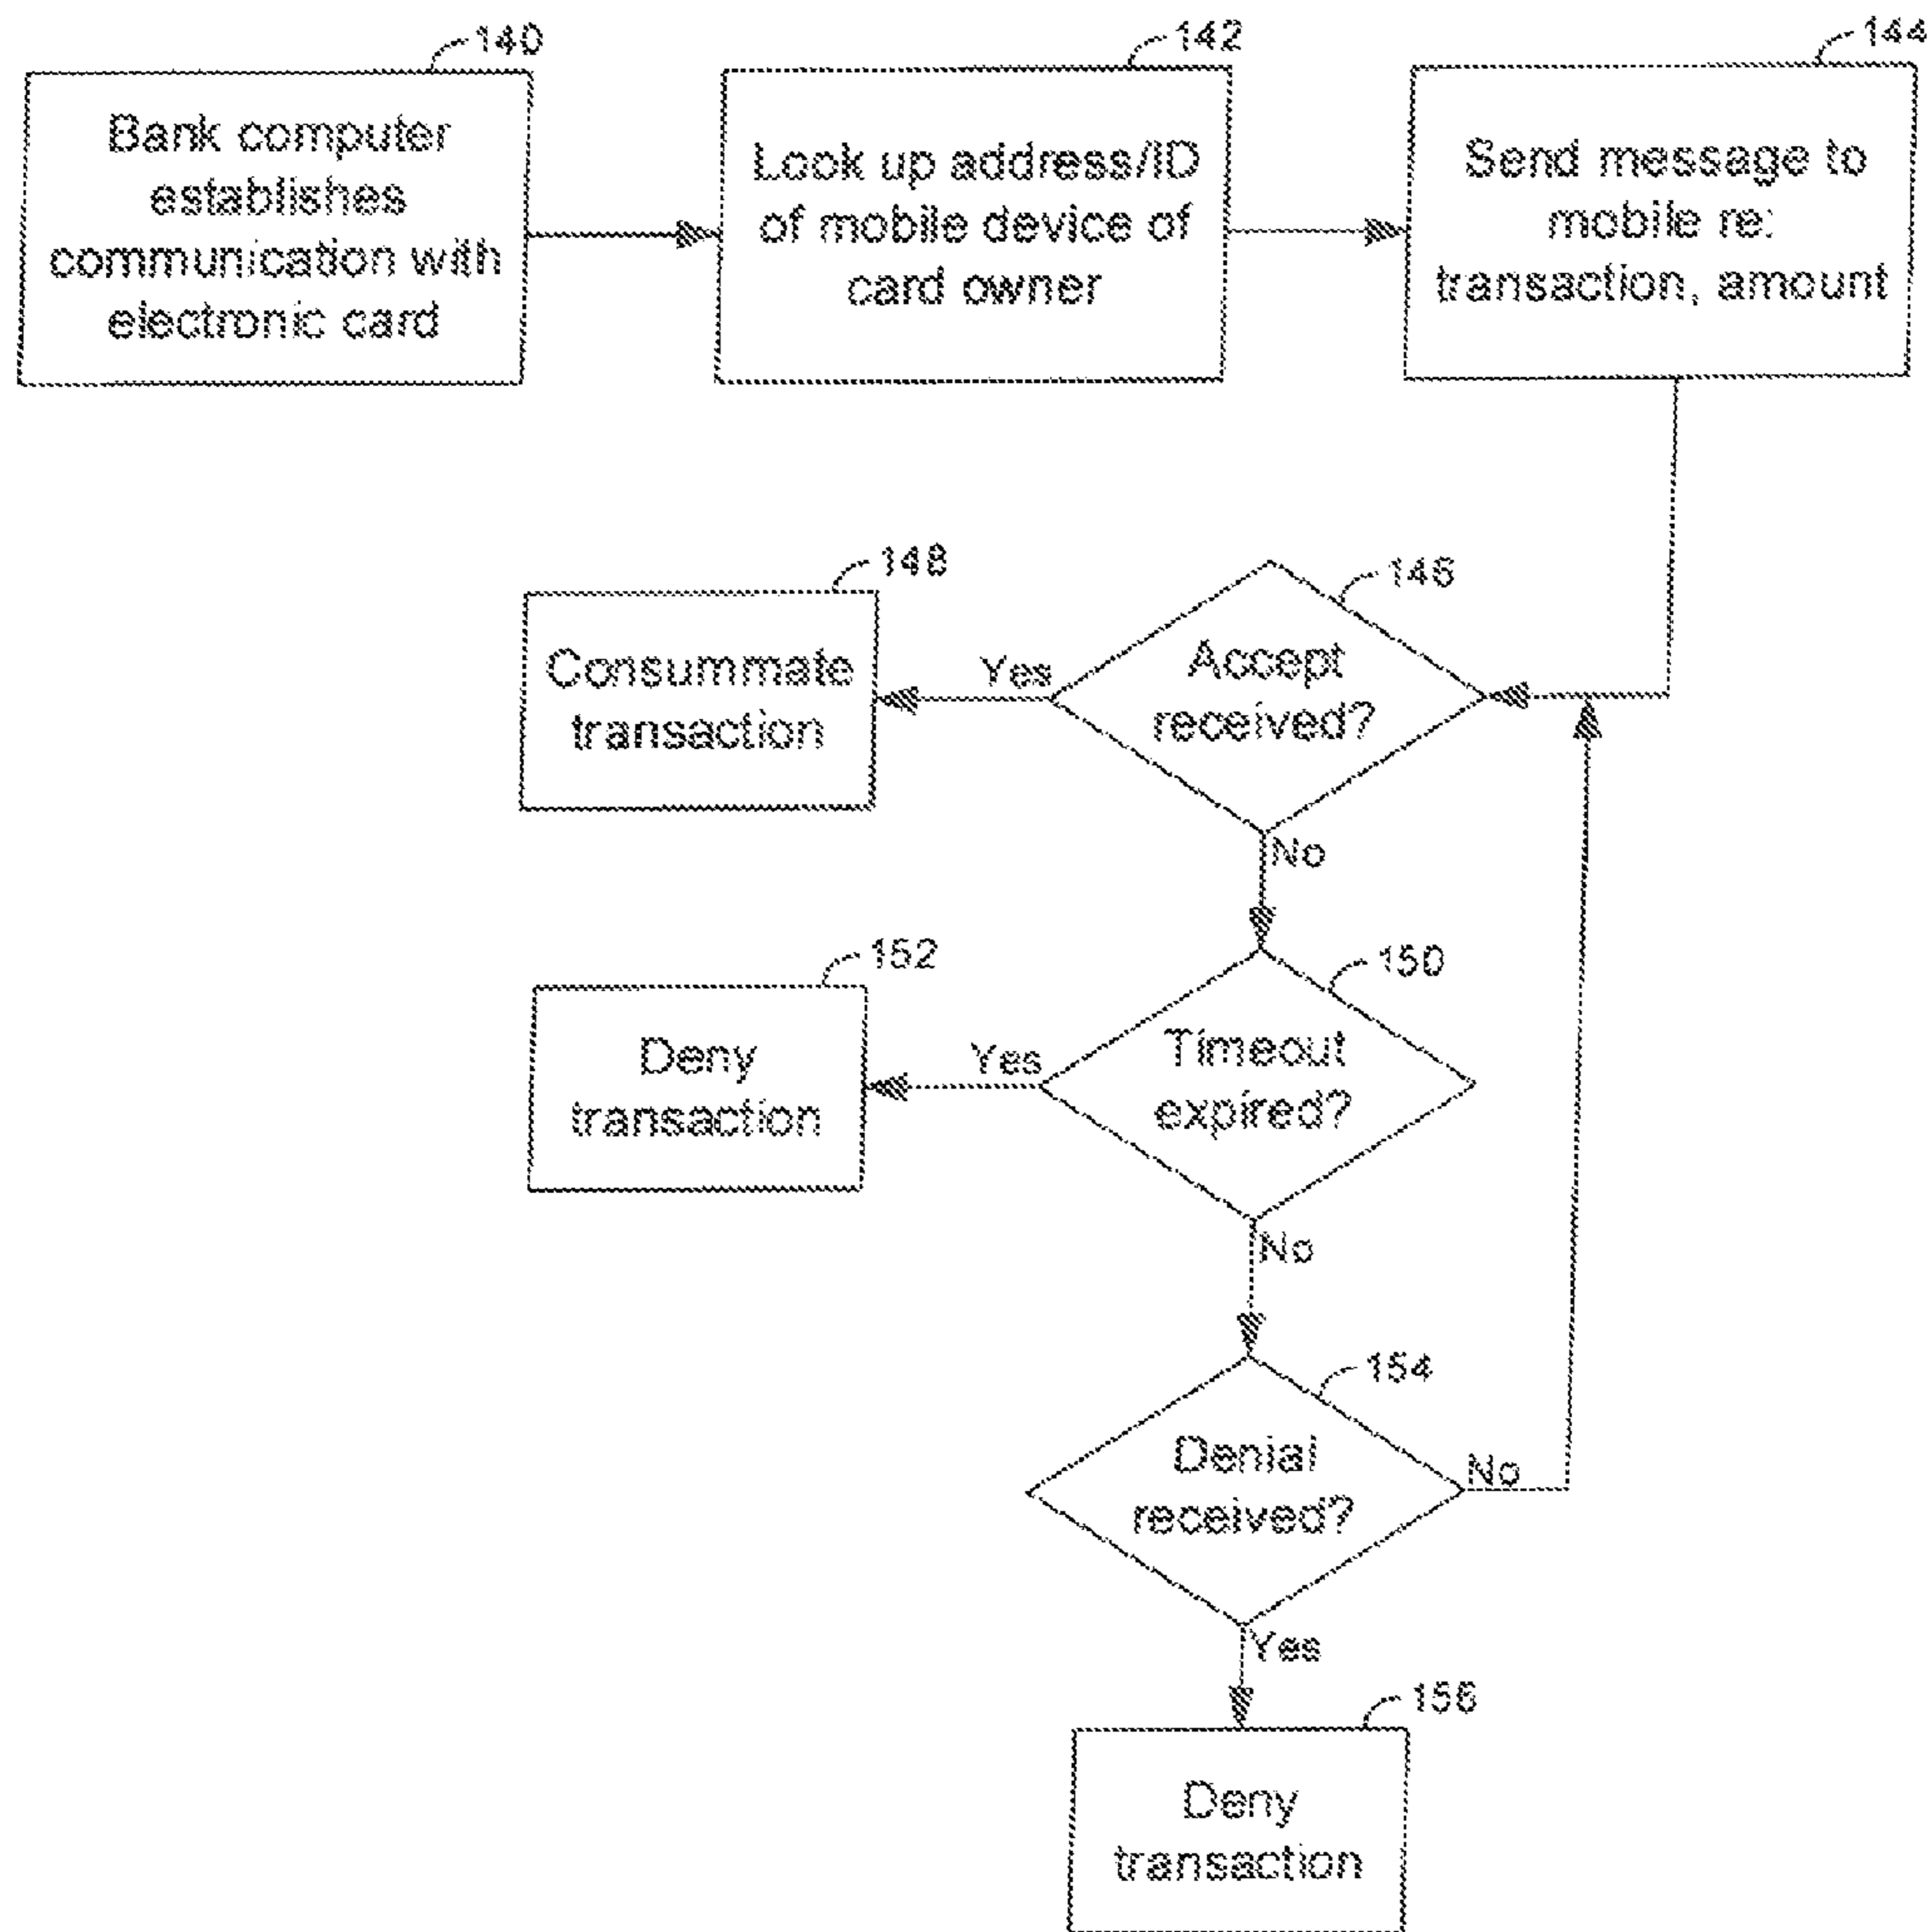 140
Bank computer
establishes
communication with
electronic card
142
Look up address/ID
of mobile device of
card owner
144
Send message to
mobile re:
transaction, amount
148
Consummate
transaction
Yes
146
Accept
received?
No
152
Deny
transaction
Yes
150
Timeout
expired?
No
154
Denial
received?
No
Yes
156
Deny
transaction